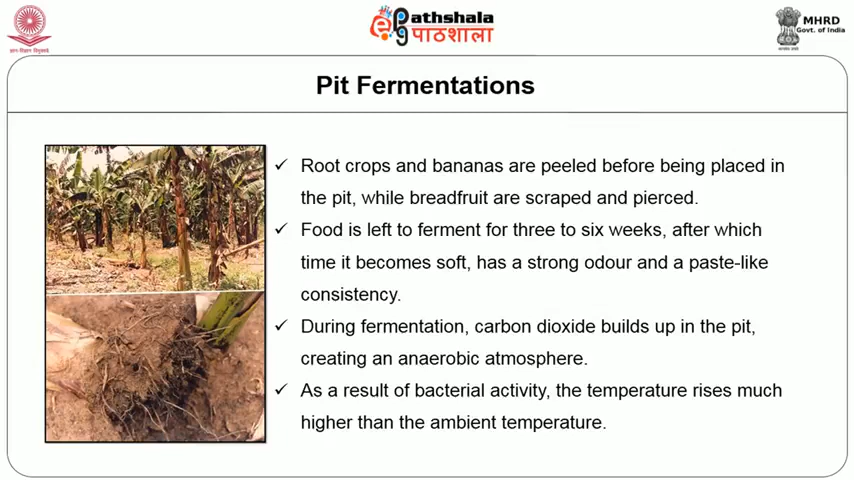 ePathshala
पाठशाला
MHRD
Govt. of India
Pit Fermentations
✓ Root crops and bananas are peeled before being placed in
the pit, while breadfruit are scraped and pierced.
✓ Food is left to ferment for three to six weeks, after which
time it becomes soft, has a strong odour and a paste-like
consistency.
✓ During fermentation, carbon dioxide builds up in the pit,
creating an anaerobic atmosphere.
✓ As a result of bacterial activity, the temperature rises much
higher than the ambient temperature.